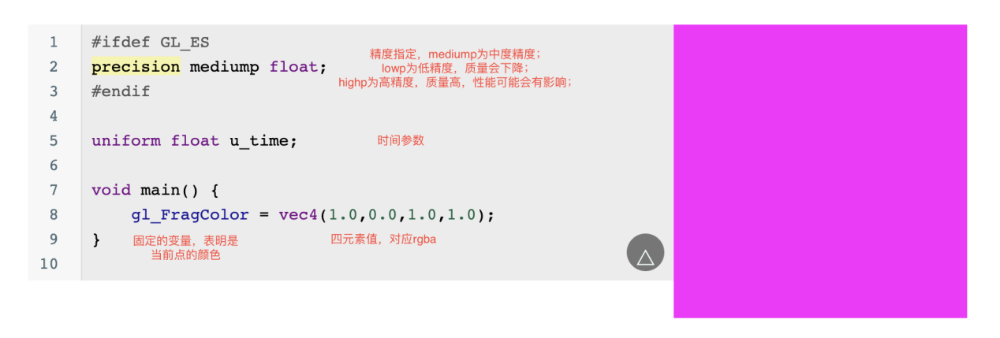 1 #ifdef GL_ES
精度指定，mediump为中度精度；
2 precision mediump float;
lowp为低精度，质量会下降；
highp为高精度，质量高，性能可能会有影响；
3 #endif
4
5 uniform float u_time;
时间参数
6
7 void main() {
8 gl_FragColor = vec4(1.0,0.0,1.0,1.0);
9 }
固定的变量，表明是
当前点的颜色
四元素值，对应rgba
10